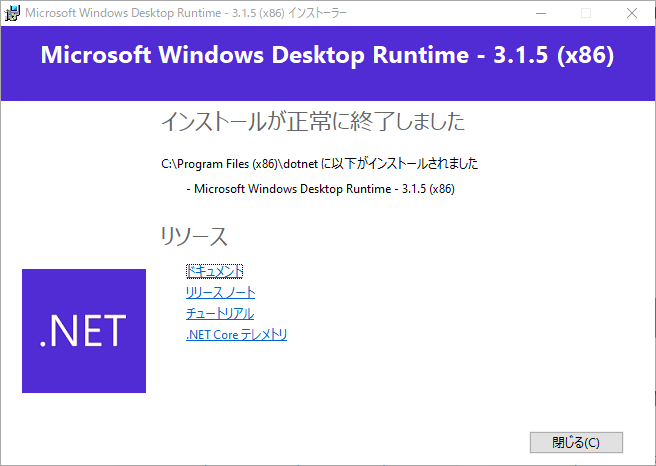 Microsoft Windows Desktop Runtime - 3.1.5 (x86) インストーラー
Microsoft Windows Desktop Runtime - 3.1.5 (x86)
インストールが正常に終了しました
C:\Program Files (x86)\dotnet に以下がインストールされました
- Microsoft Windows Desktop Runtime - 3.1.5 (x86)
リソース
ドキュメント
リリース ノート
チュートリアル
.NET Core テレメトリ
.NET
閉じる(C)